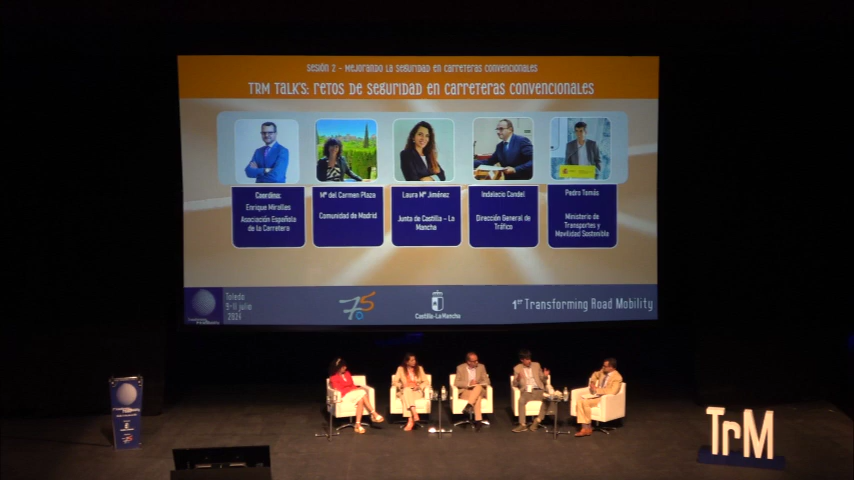 Sesión 2 - Mejorando la seguridad en carreteras convencionales
TRM TALK'S: RETOS DE SEGURIDAD EN CARRETERAS CONVENCIONALES
Coordina:
Enrique Miralles
Asociación Española
de la Carretera
Mª del Carmen Plaza
Comunidad de Madrid
Laura Mª Jiménez
Junta de Castilla - La
Mancha
Indalecio Candel
Dirección General de
Tráfico
Pedro Tomás
Ministerio de
Transportes y
Movilidad Sostenible
Toledo
9-11 julio
2024
75
Castilla-La Mancha
1ST Transforming Road Mobility
TrM